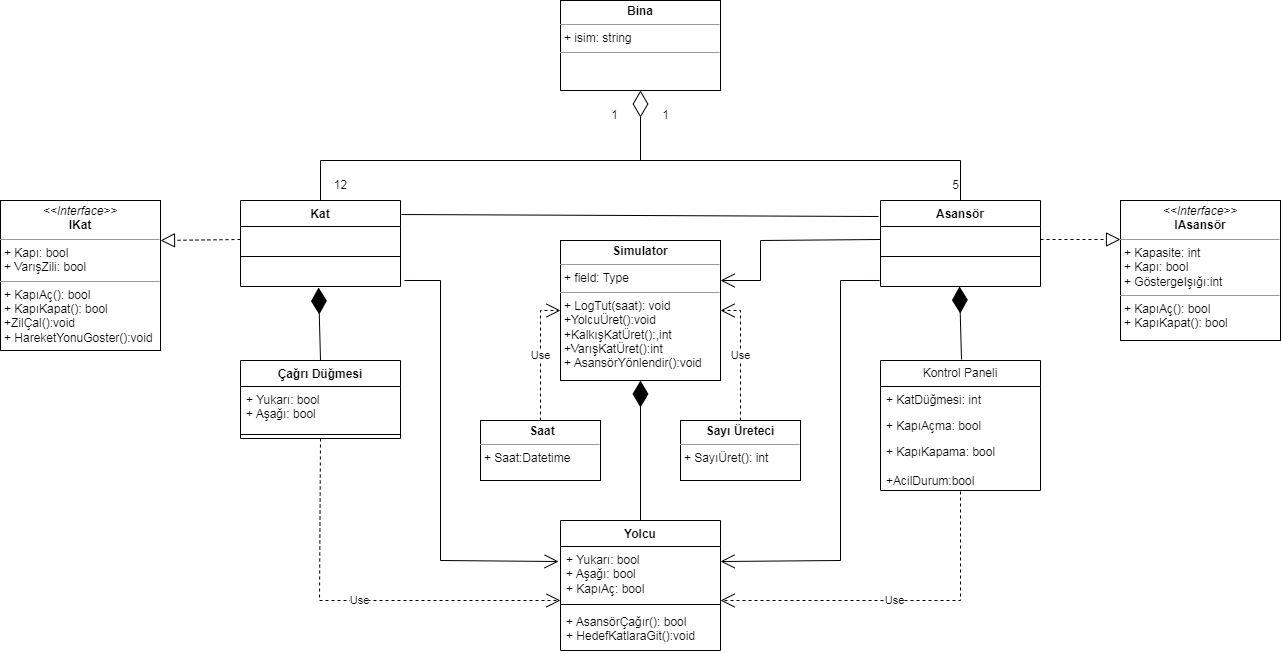 Bina
+ isim: string
1
1
12
5
<<Interface>>
IKat
+ Kapı: bool
+ VarışZili: bool
+ KapıAç(): bool
+ KapıKapat(): bool
+ZilÇal():void
+ HareketYonuGoster():void
Kat
Asansör
<<Interface>>
IAsansör
+ Kapasite: int
+ Kapı: bool
+ GöstergeIşığı:int
+ KapıAç(): bool
+ KapıKapat(): bool
Simulator
+ field: Type
+ LogTut(saat): void
+YolcuÜret():void
+KalkışKatÜret():,int
+VarışKatÜret():int
+ AsansörYönlendir():void
Use
Use
Çağrı Düğmesi
+ Yukarı: bool
+ Aşağı: bool
Kontrol Paneli
+ KatDüğmesi: int
+ KapıAçma: bool
+ KapıKapama: bool
+AcilDurum:bool
Saat
+ Saat:Datetime
Sayı Üreteci
+ SayıÜret(): int
Yolcu
+ Yukarı: bool
+ Aşağı: bool
+ KapıAç: bool
+ AsansörÇağır(): bool
+ HedefKatlaraGit():void
Use
Use